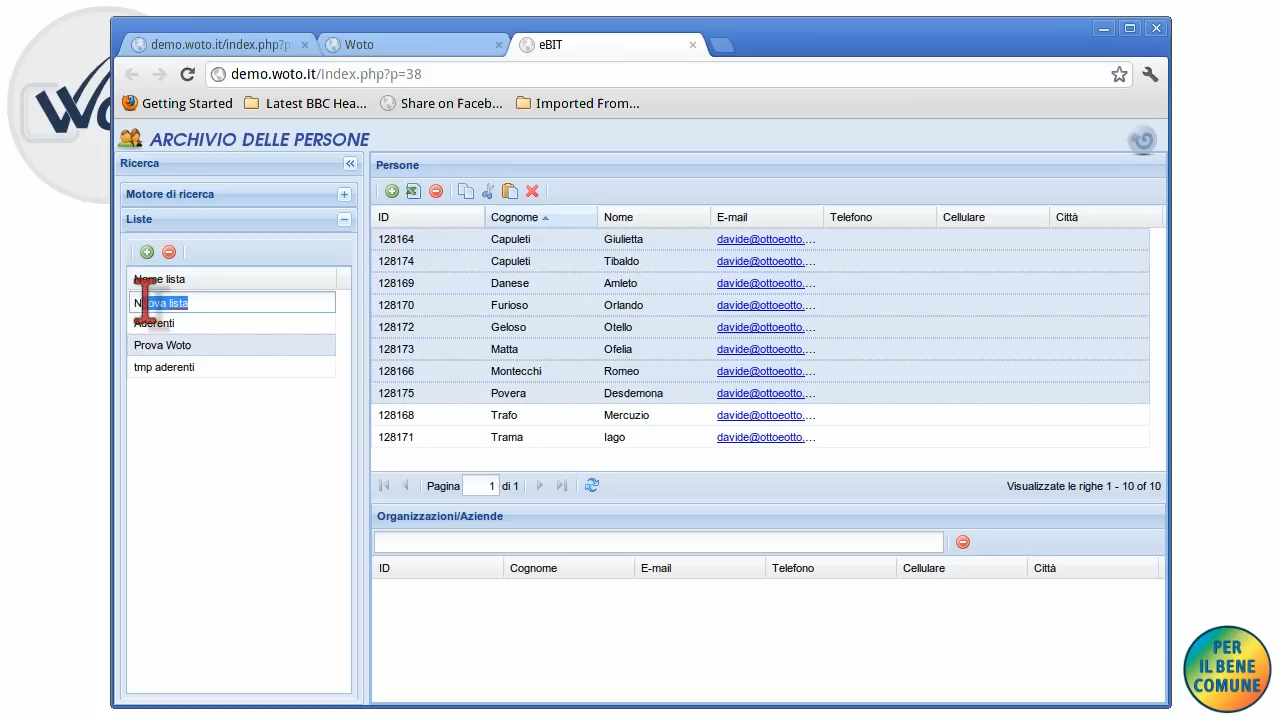 Wo
demo.woto.it/index.php?p
Woto
eBIT
demo.woto.it/index.php?p=38
Getting Started
Latest BBC Hea...
Share on Faceb...
Imported From...
ARCHIVIO DELLE PERSONE
Ricerca
Motore di ricerca
Liste
Nome lista
Nuova lista
Aderenti
Prova Woto
tmp aderenti
Persone
ID Cognome Nome E-mail Telefono Cellulare Città
128164 Capuleti Giulietta davide@ottoeotto....
128174 Capuleti Tibaldo davide@ottoeotto....
128169 Danese Amleto davide@ottoeotto....
128170 Furioso Orlando davide@ottoeotto....
128172 Geloso Otello davide@ottoeotto....
128173 Matta Ofelia davide@ottoeotto....
128166 Montecchi Romeo davide@ottoeotto....
128175 Povera Desdemona davide@ottoeotto....
128168 Trafo Mercuzio davide@ottoeotto....
128171 Trama Iago davide@ottoeotto....
Pagina 1 di 1 Visualizzate le righe 1 - 10 of 10
Organizzazioni/Aziende
ID Cognome E-mail Telefono Cellulare Città
PER
IL BENE
COMUNE